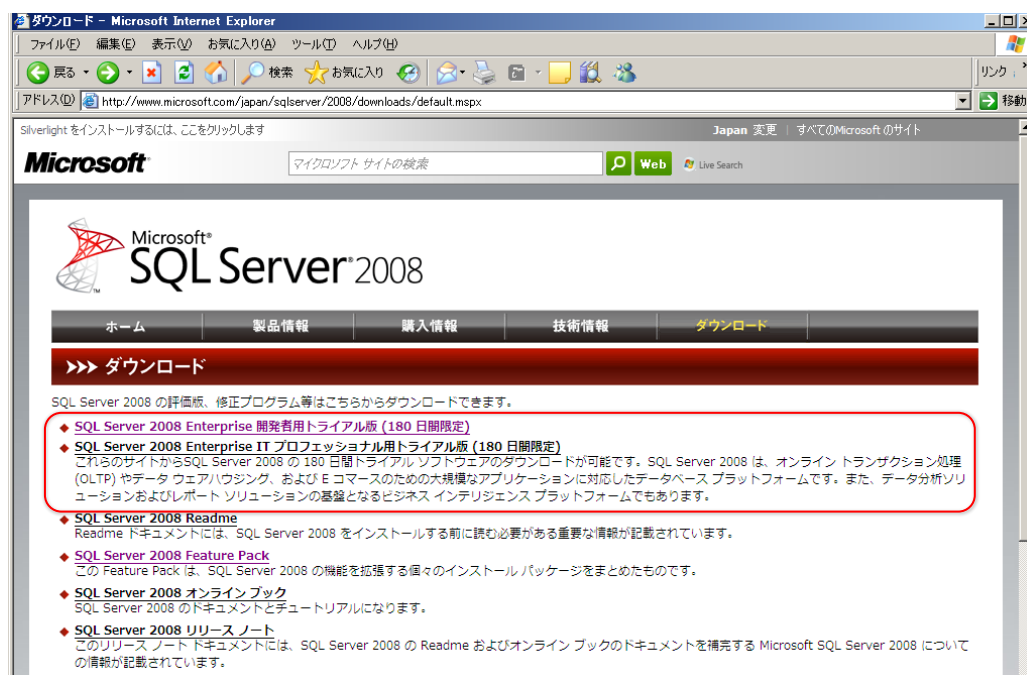 ダウンロード - Microsoft Internet Explorer
ファイル(F) 編集(E) 表示(V) お気に入り(A) ツール(T) ヘルプ(H)
戻る 検索 お気に入り リンク
アドレス(D) http://www.microsoft.com/japan/sqlserver/2008/downloads/default.mspx 移動
Silverlight をインストールするには、ここをクリックします Japan 変更 | すべてのMicrosoft のサイト
Microsoft マイクロソフト サイトの検索 Web Live Search
Microsoft
SQL Server 2008
ホーム 製品情報 購入情報 技術情報 ダウンロード
ダウンロード
SQL Server 2008 の評価版、修正プログラム等はこちらからダウンロードできます。
SQL Server 2008 Enterprise 開発者用トライアル版 (180 日間限定)
SQL Server 2008 Enterprise IT プロフェッショナル用トライアル版 (180 日間限定)
これらのサイトからSQL Server 2008 の 180 日間トライアル ソフトウェアのダウンロードが可能です。SQL Server 2008 は、オンライン トランザクション処理
(OLTP) やデータ ウェアハウジング、および E コマースのための大規模なアプリケーションに対応したデータベース プラットフォームです。また、データ分析ソリ
ューションおよびレポート ソリューションの基盤となるビジネス インテリジェンス プラットフォームでもあります。
SQL Server 2008 Readme
Readme ドキュメントには、SQL Server 2008 をインストールする前に読む必要がある重要な情報が記載されています。
SQL Server 2008 Feature Pack
この Feature Pack は、SQL Server 2008 の機能を拡張する個々のインストール パッケージをまとめたものです。
SQL Server 2008 オンライン ブック
SQL Server 2008 のドキュメントとチュートリアルになります。
SQL Server 2008 リリース ノート
このリリース ノート ドキュメントには、SQL Server 2008 の Readme およびオンライン ブックのドキュメントを補完する Microsoft SQL Server 2008 について
の情報が記載されています。